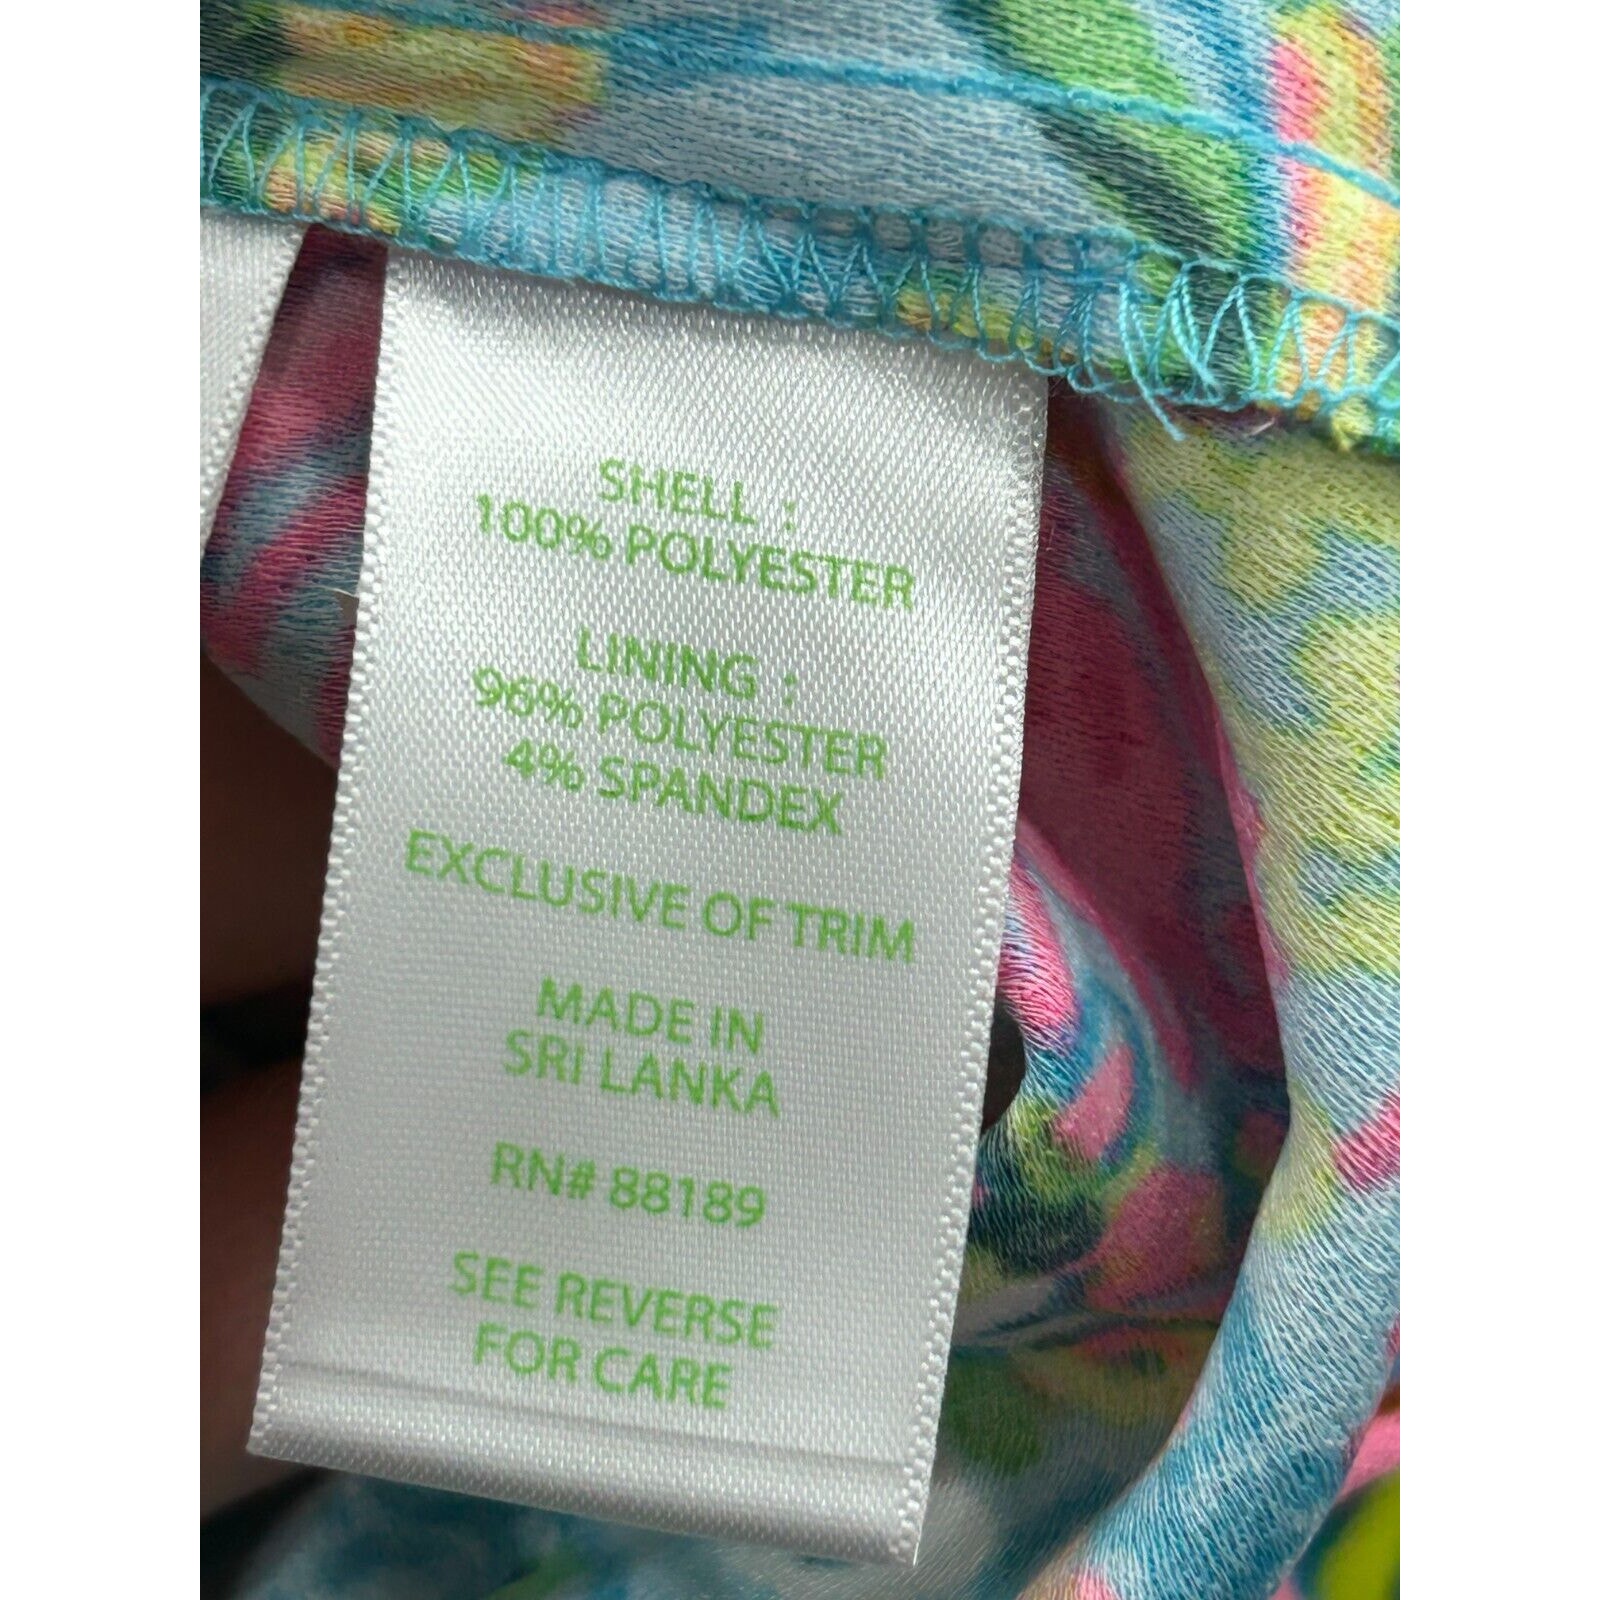 SHELL :
100% POLYESTER
LINING :
96% POLYESTER
4% SPANDEX
EXCLUSIVE OF TRIM
MADE IN
SRI LANKA
RN# 88189
SEE REVERSE
FOR CARE